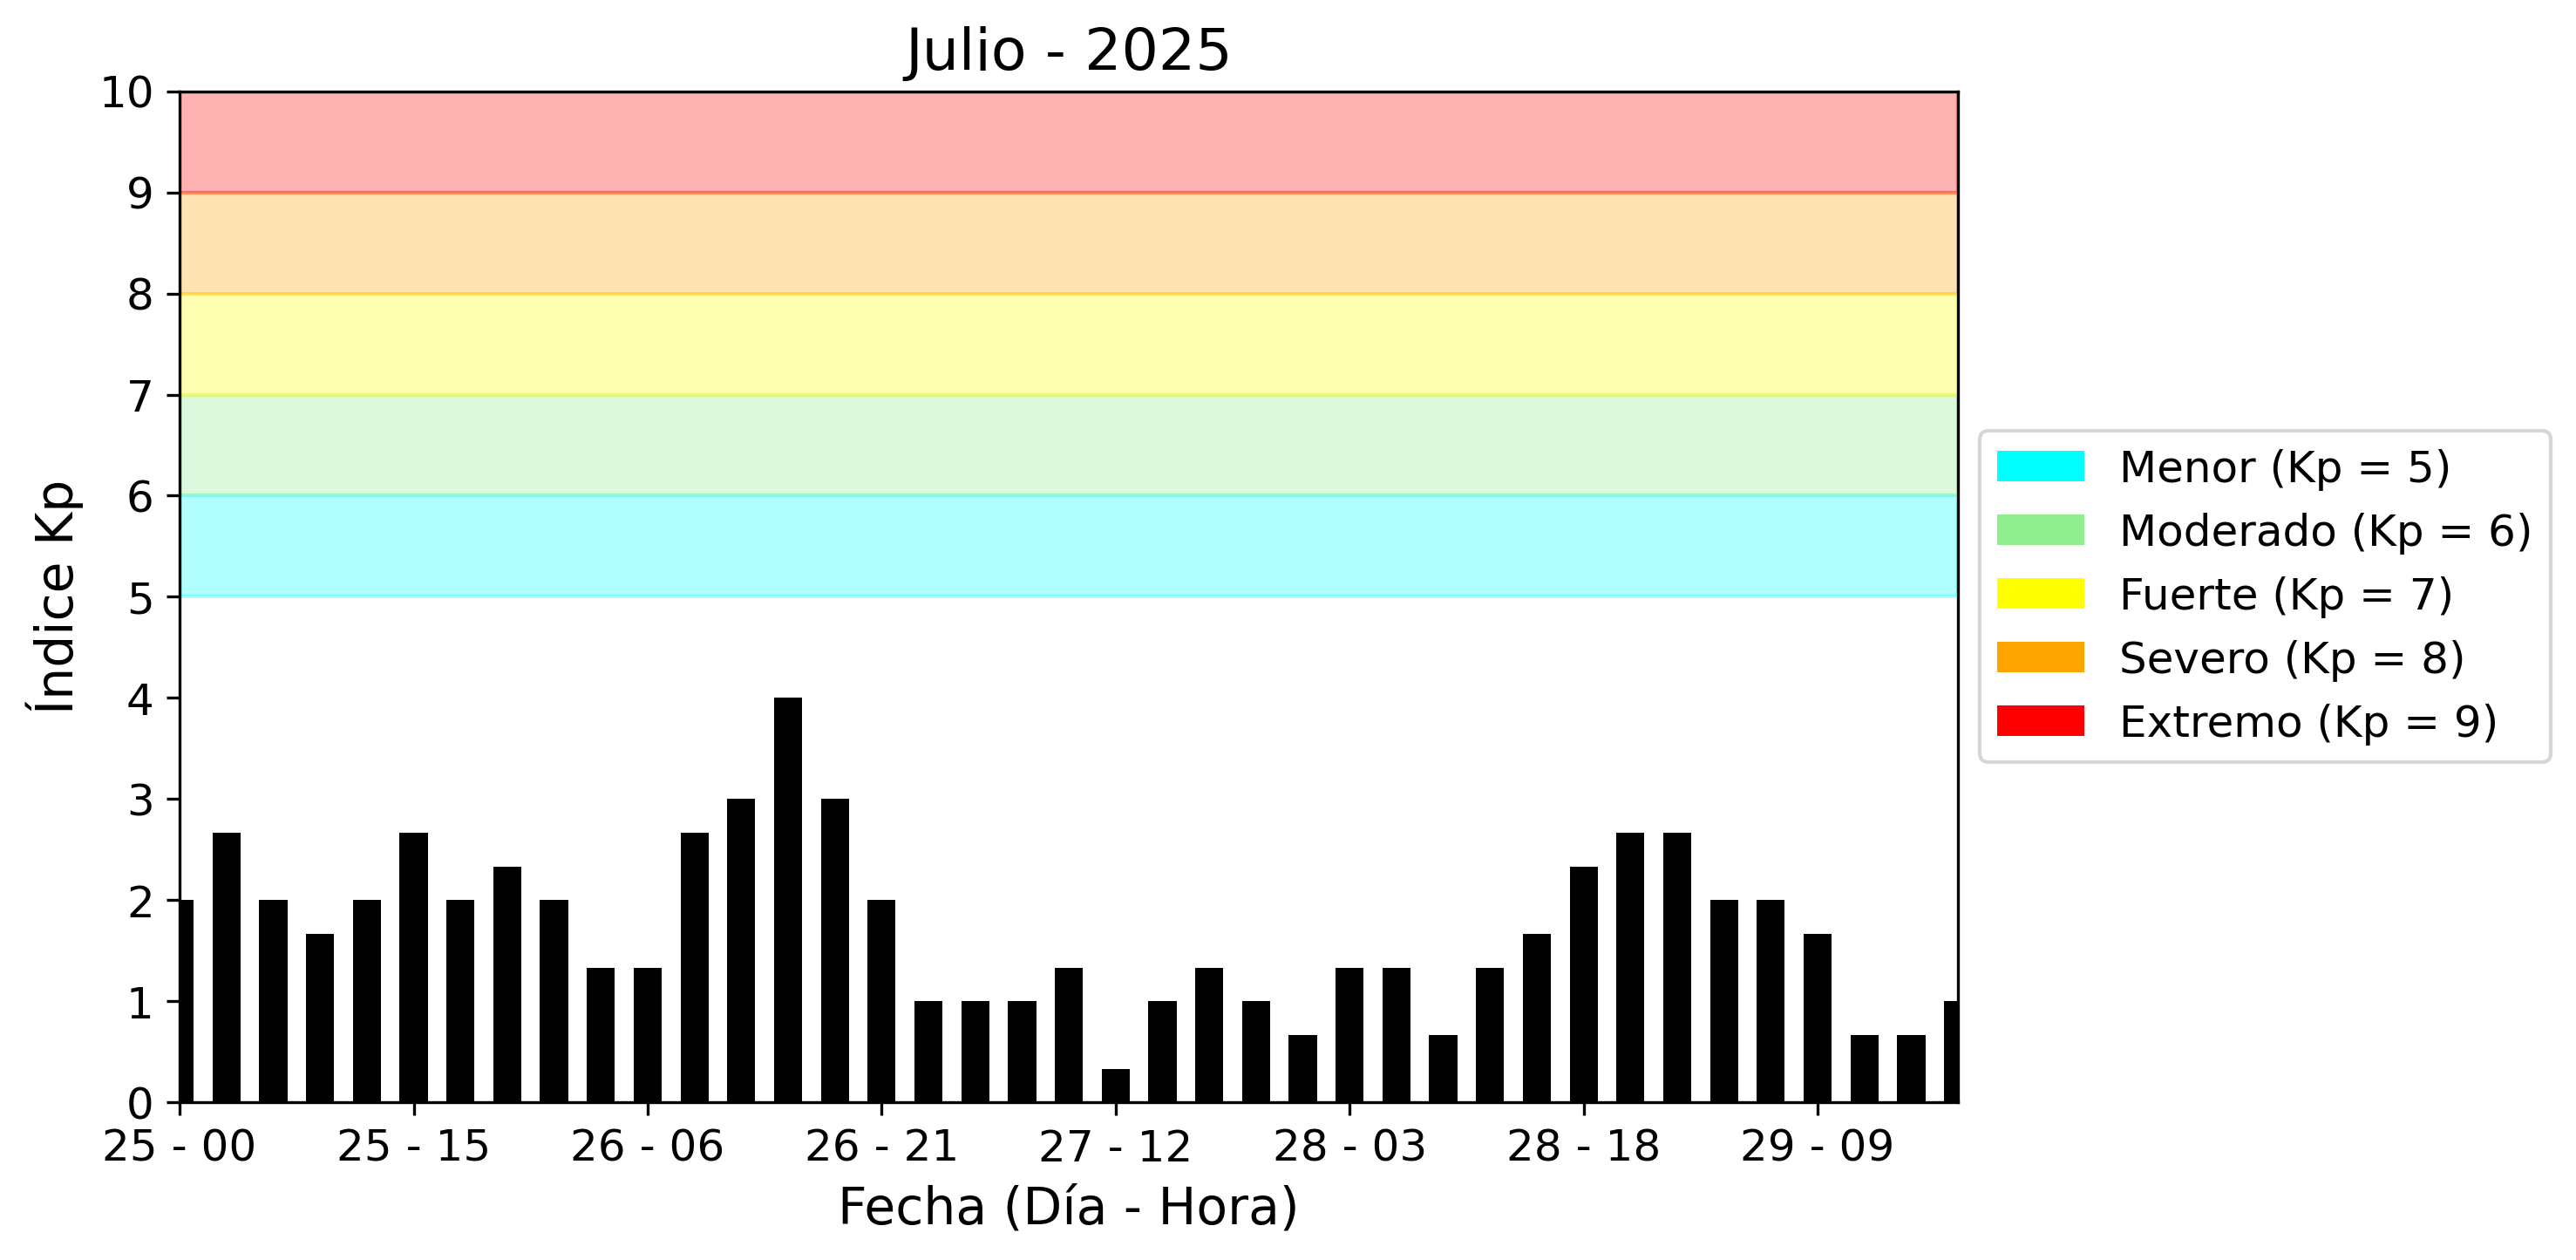 Julio - 2025
10
9
8
7
6
5
4
3
2
1
0
Índice Kp
25 - 00
25 - 15
26 - 06
26 - 21
27 - 12
28 - 03
28 - 18
29 - 09
Fecha (Día - Hora)
Menor (Kp = 5)
Moderado (Kp = 6)
Fuerte (Kp = 7)
Severo (Kp = 8)
Extremo (Kp = 9)